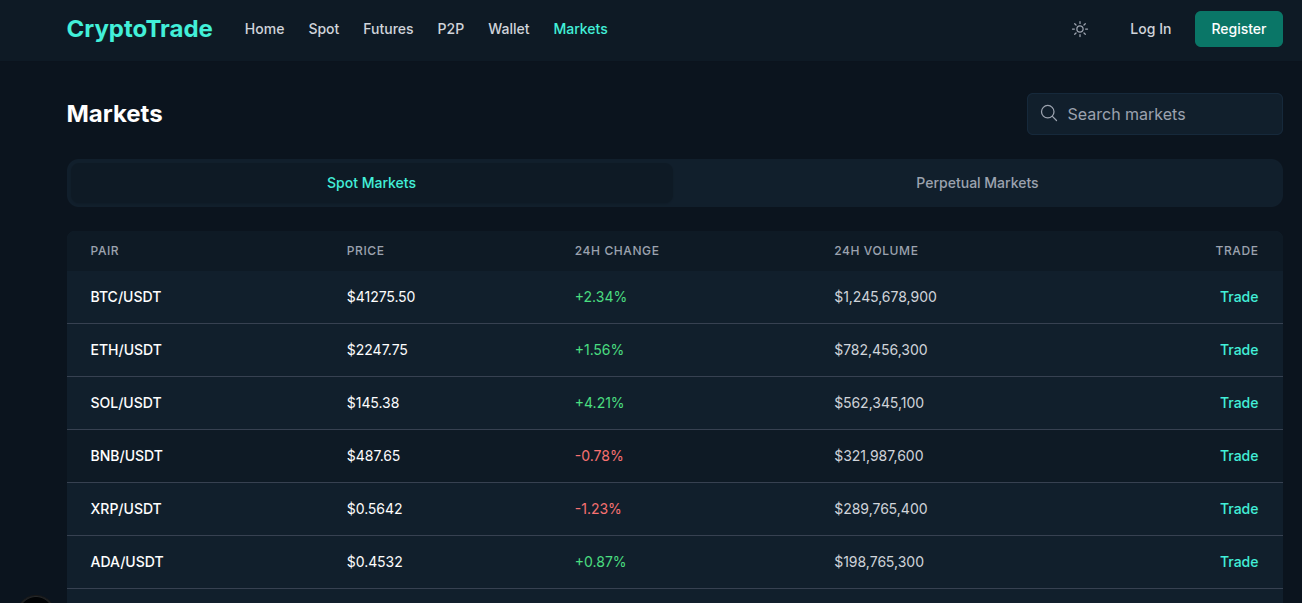 CryptoTrade Home Spot Futures P2P Wallet Markets Log In Register
Markets Search markets
Spot Markets Perpetual Markets
PAIR PRICE 24H CHANGE 24H VOLUME TRADE
BTC/USDT $41275.50 +2.34% $1,245,678,900 Trade
ETH/USDT $2247.75 +1.56% $782,456,300 Trade
SOL/USDT $145.38 +4.21% $562,345,100 Trade
BNB/USDT $487.65 -0.78% $321,987,600 Trade
XRP/USDT $0.5642 -1.23% $289,765,400 Trade
ADA/USDT $0.4532 +0.87% $198,765,300 Trade